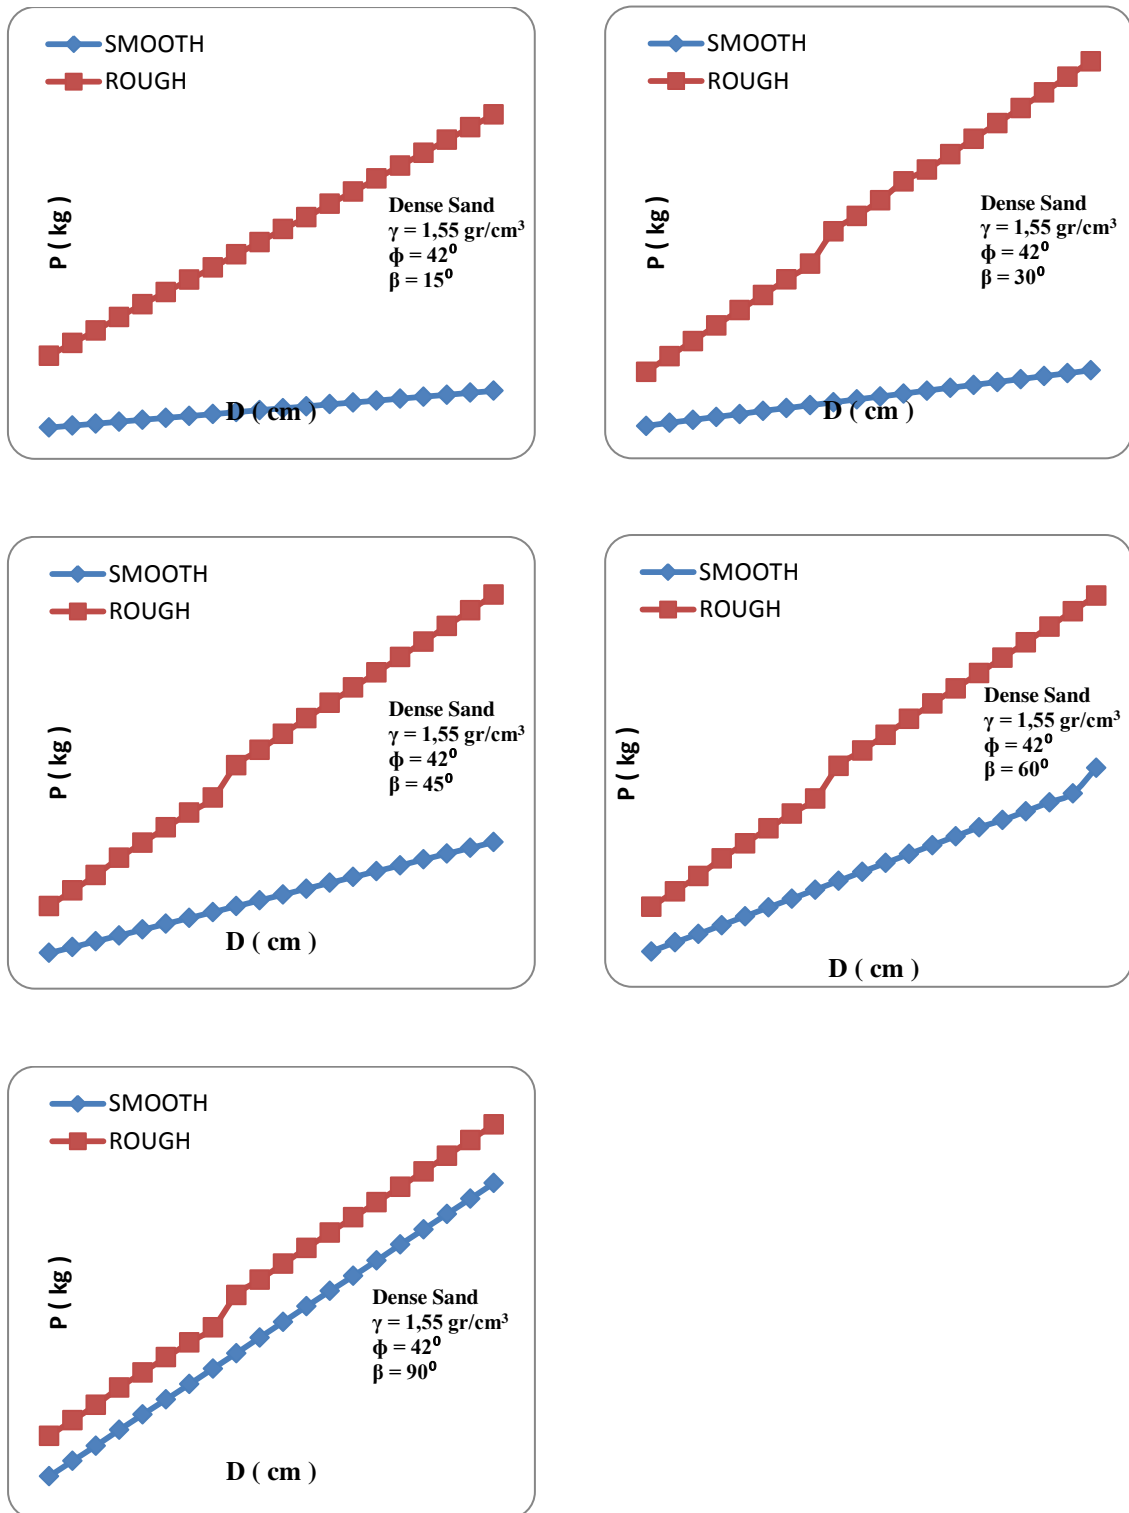 SMOOTH
ROUGH
P ( kg )
Dense Sand
γ = 1,55 gr/cm³
ϕ = 42⁰
β = 15⁰
D ( cm )
SMOOTH
ROUGH
P ( kg )
Dense Sand
γ = 1,55 gr/cm³
ϕ = 42⁰
β = 30⁰
D ( cm )
SMOOTH
ROUGH
P ( kg )
Dense Sand
γ = 1,55 gr/cm³
ϕ = 42⁰
β = 45⁰
D ( cm )
SMOOTH
ROUGH
P ( kg )
Dense Sand
γ = 1,55 gr/cm³
ϕ = 42⁰
β = 60⁰
D ( cm )
SMOOTH
ROUGH
P ( kg )
Dense Sand
γ = 1,55 gr/cm³
ϕ = 42⁰
β = 90⁰
D ( cm )